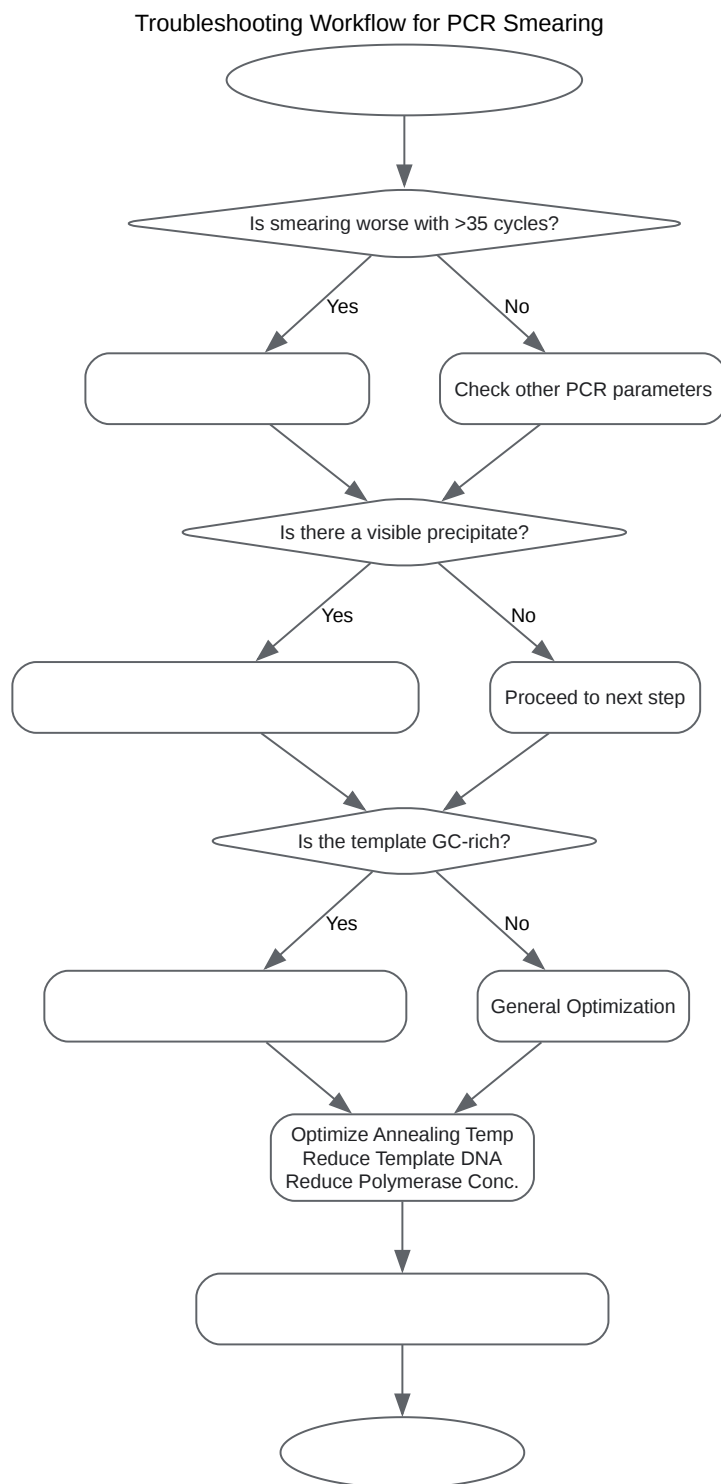 Troubleshooting Workflow for PCR Smearing
Is smearing worse with >35 cycles?
Yes
No
Check other PCR parameters
Is there a visible precipitate?
Yes
No
Proceed to next step
Is the template GC-rich?
Yes
No
General Optimization
Optimize Annealing Temp
Reduce Template DNA
Reduce Polymerase Conc.